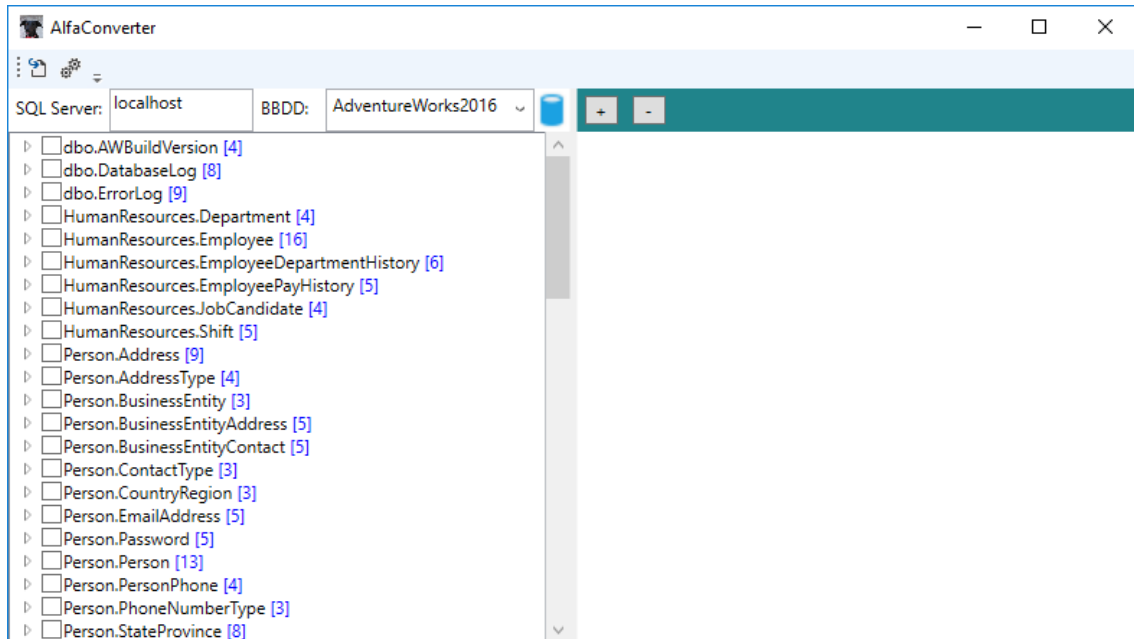 AlfaConverter
SQL Server: localhost BBDD: AdventureWorks2016 + -
dbo.AWBuildVersion [4]
dbo.DatabaseLog [8]
dbo.ErrorLog [9]
HumanResources.Department [4]
HumanResources.Employee [16]
HumanResources.EmployeeDepartmentHistory [6]
HumanResources.EmployeePayHistory [5]
HumanResources.JobCandidate [4]
HumanResources.Shift [5]
Person.Address [9]
Person.AddressType [4]
Person.BusinessEntity [3]
Person.BusinessEntityAddress [5]
Person.BusinessEntityContact [5]
Person.ContactType [3]
Person.CountryRegion [3]
Person.EmailAddress [5]
Person.Password [5]
Person.Person [13]
Person.PersonPhone [4]
Person.PhoneNumberType [3]
Person.StateProvince [8]